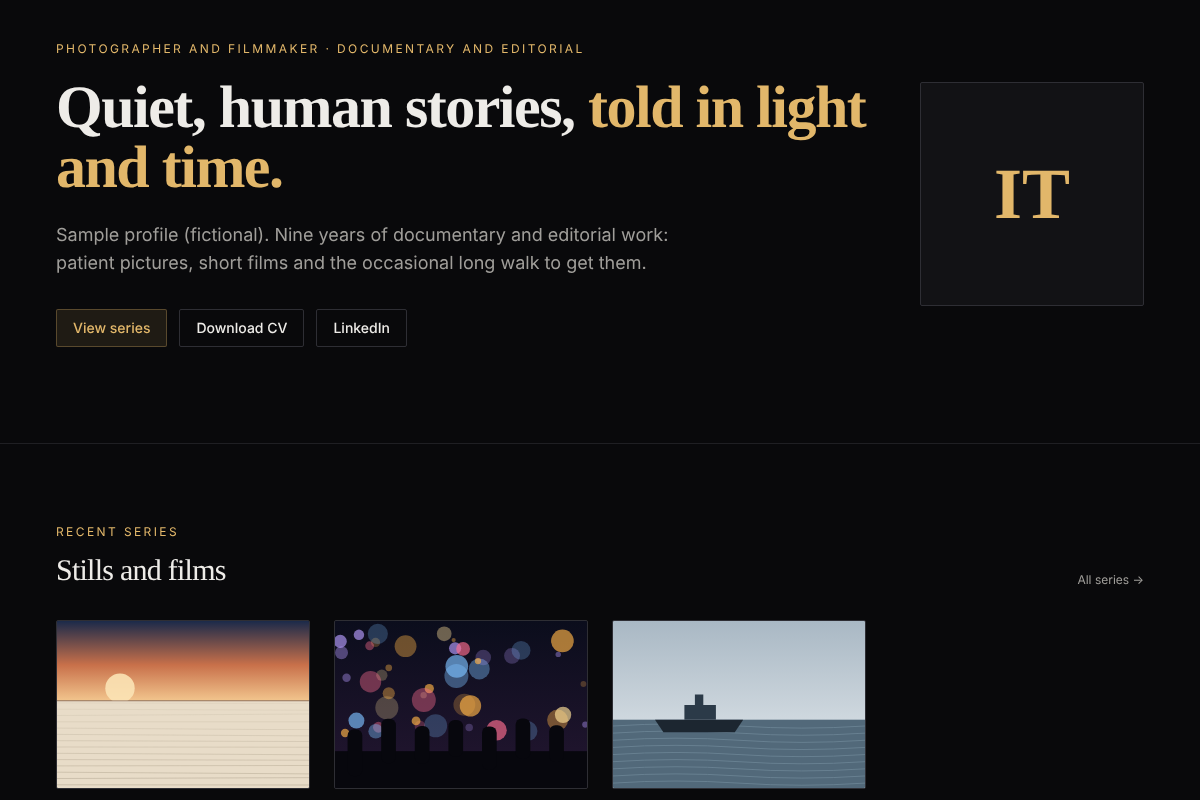 PHOTOGRAPHER AND FILMMAKER · DOCUMENTARY AND EDITORIAL
Quiet, human stories, told in light
and time.
IT
Sample profile (fictional). Nine years of documentary and editorial work:
patient pictures, short films and the occasional long walk to get them.
View series
Download CV
LinkedIn
RECENT SERIES
Stills and films
All series →